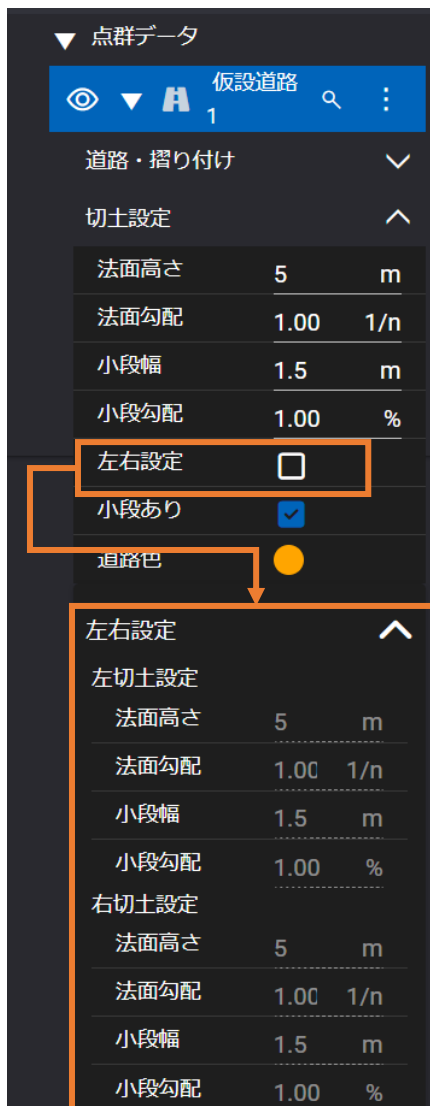 点群データ
仮設道路
1
道路・摺り付け
切土設定
法面高さ 5 m
法面勾配 1.00 1/n
小段幅 1.5 m
小段勾配 1.00 %
左右設定
小段あり
道路色
左右設定
左切土設定
法面高さ 5 m
法面勾配 1.00 1/n
小段幅 1.5 m
小段勾配 1.00 %
右切土設定
法面高さ 5 m
法面勾配 1.00 1/n
小段幅 1.5 m
小段勾配 1.00 %